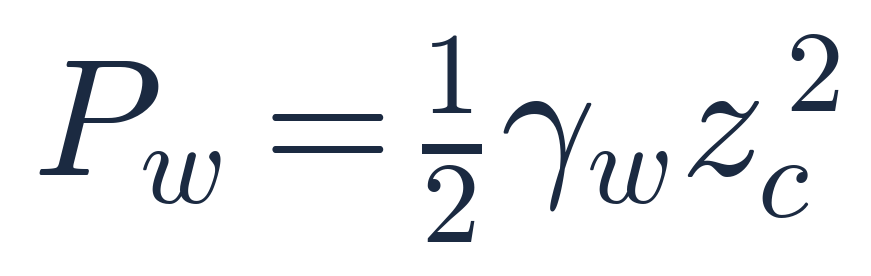 $P_w = \frac{1}{2} \gamma_w z_c^2$